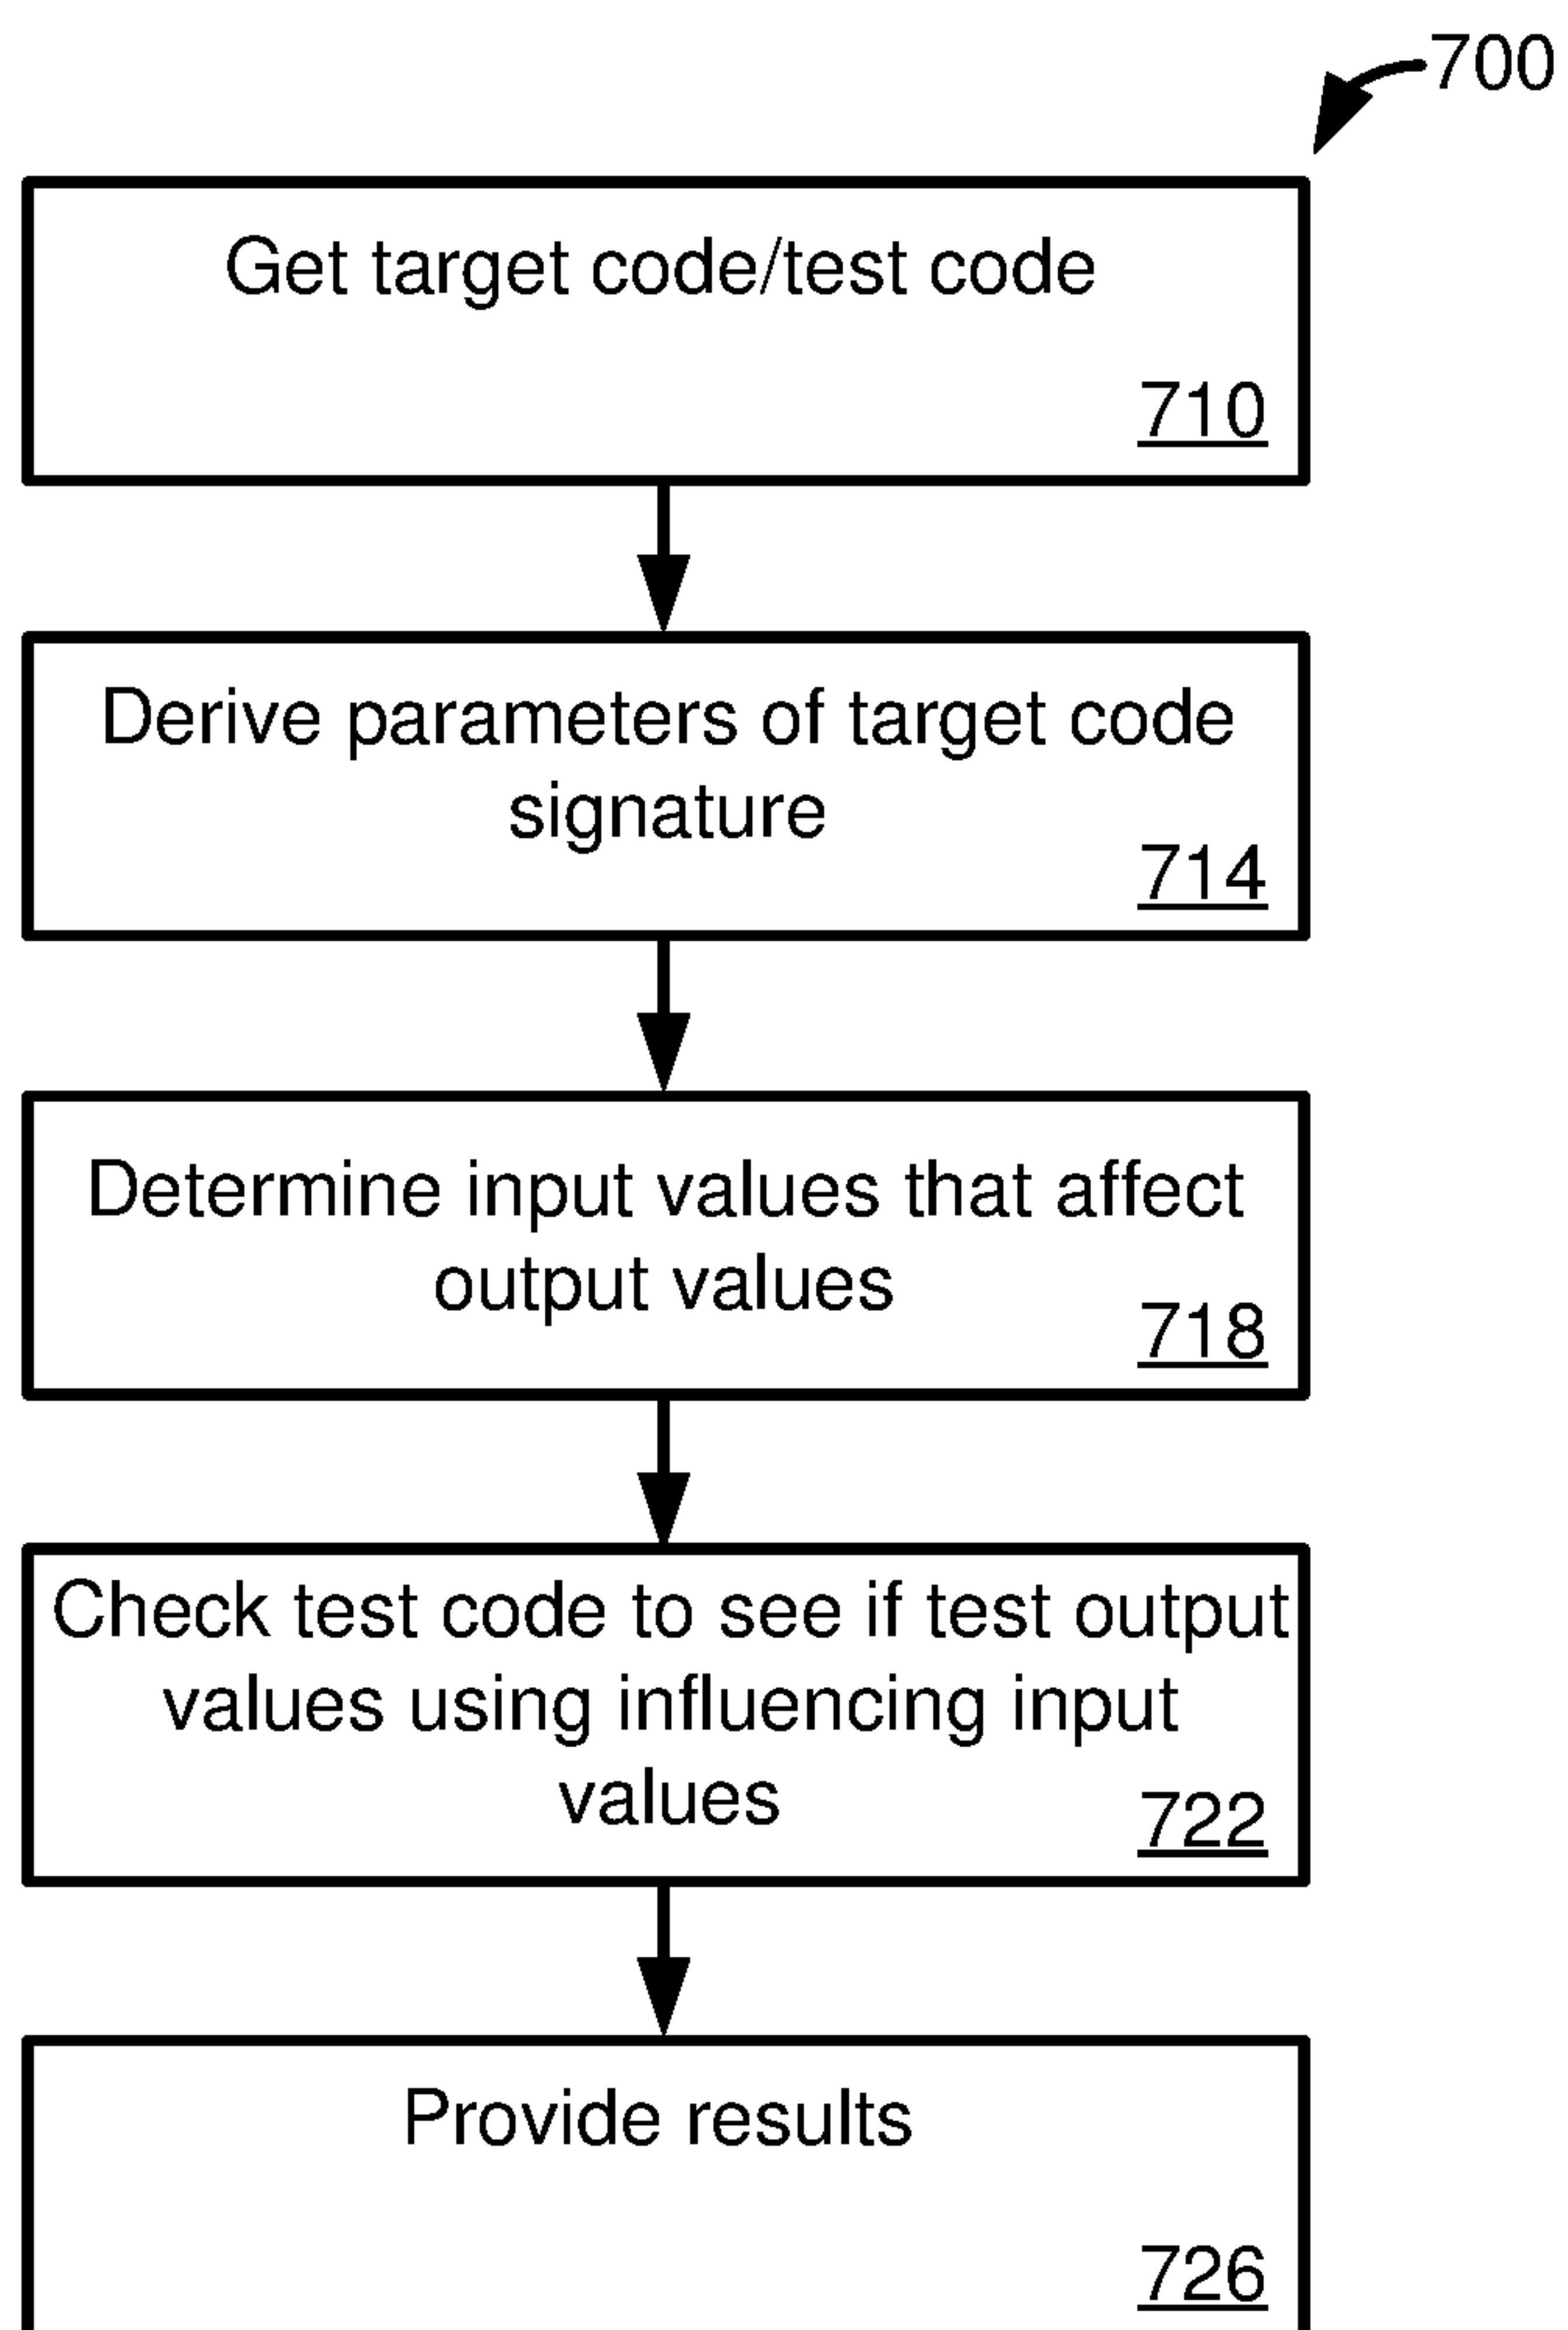 700
Get target code/test code
710
Derive parameters of target code
signature
714
Determine input values that affect
output values
718
Check test code to see if test output
values using influencing input
values
722
Provide results
726